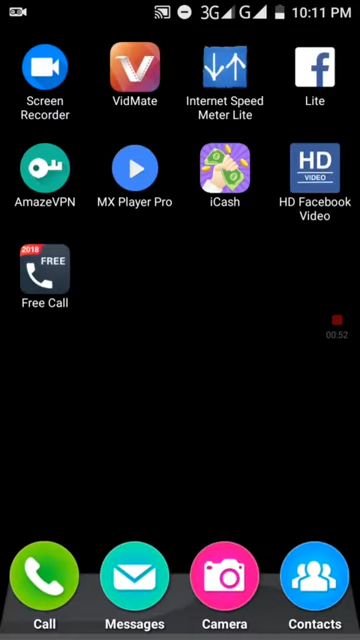 3G G 10:11 PM
Screen Recorder
VidMate
Internet Speed Meter Lite
Lite
AmazeVPN
MX Player Pro
iCash
HD VIDEO
HD Facebook Video
2018 FREE
Free Call
00:52
Call
Messages
Camera
Contacts